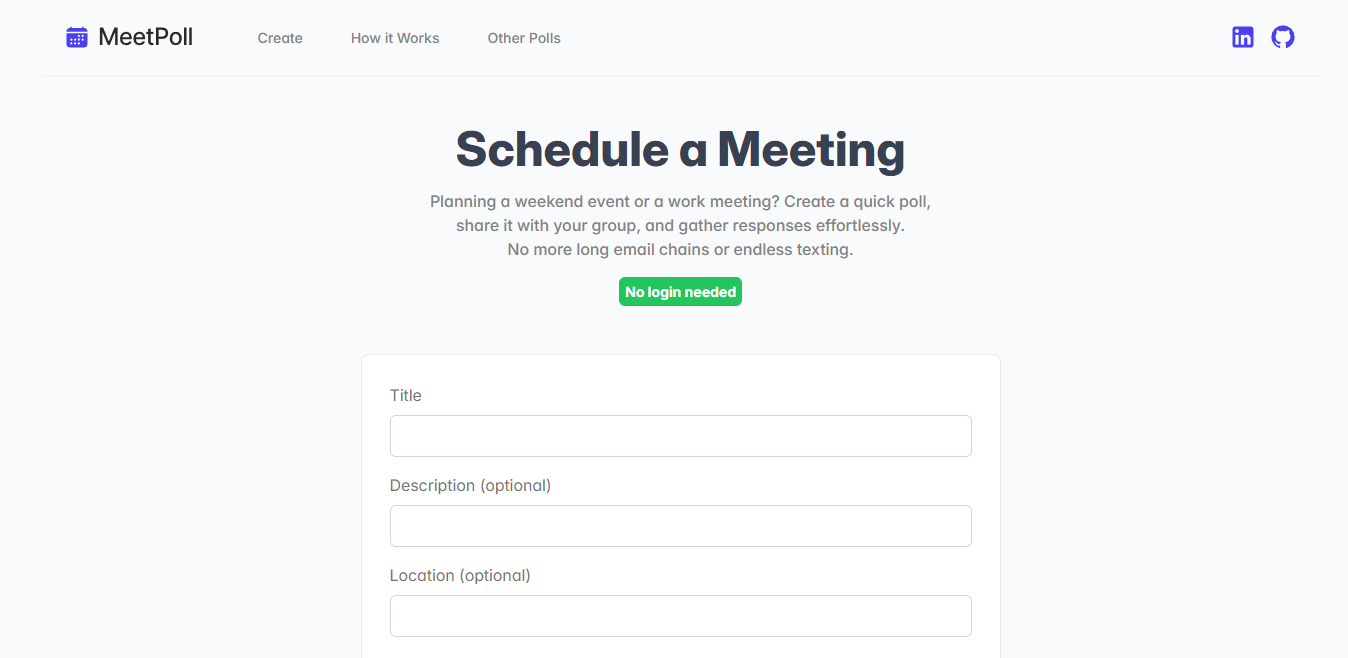 MeetPoll
Create
How it Works
Other Polls
Schedule a Meeting
Planning a weekend event or a work meeting? Create a quick poll,
share it with your group, and gather responses effortlessly.
No more long email chains or endless texting.
No login needed
Title
Description (optional)
Location (optional)